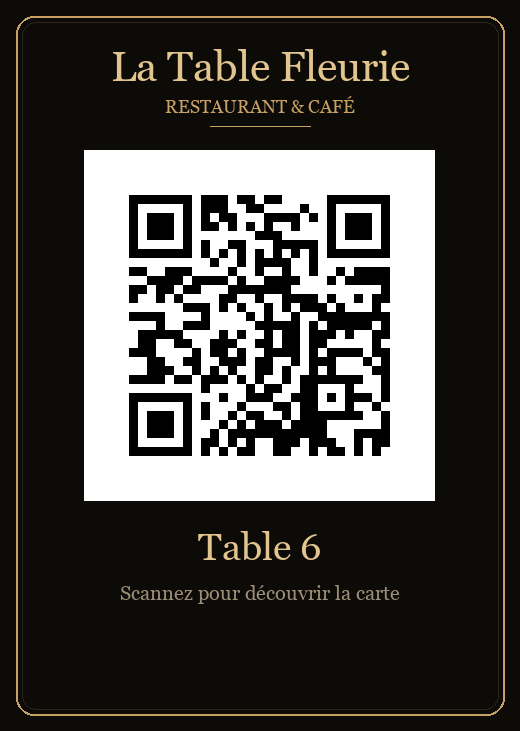 La Table Fleurie
RESTAURANT & CAFÉ
Table 6
Scannez pour découvrir la carte